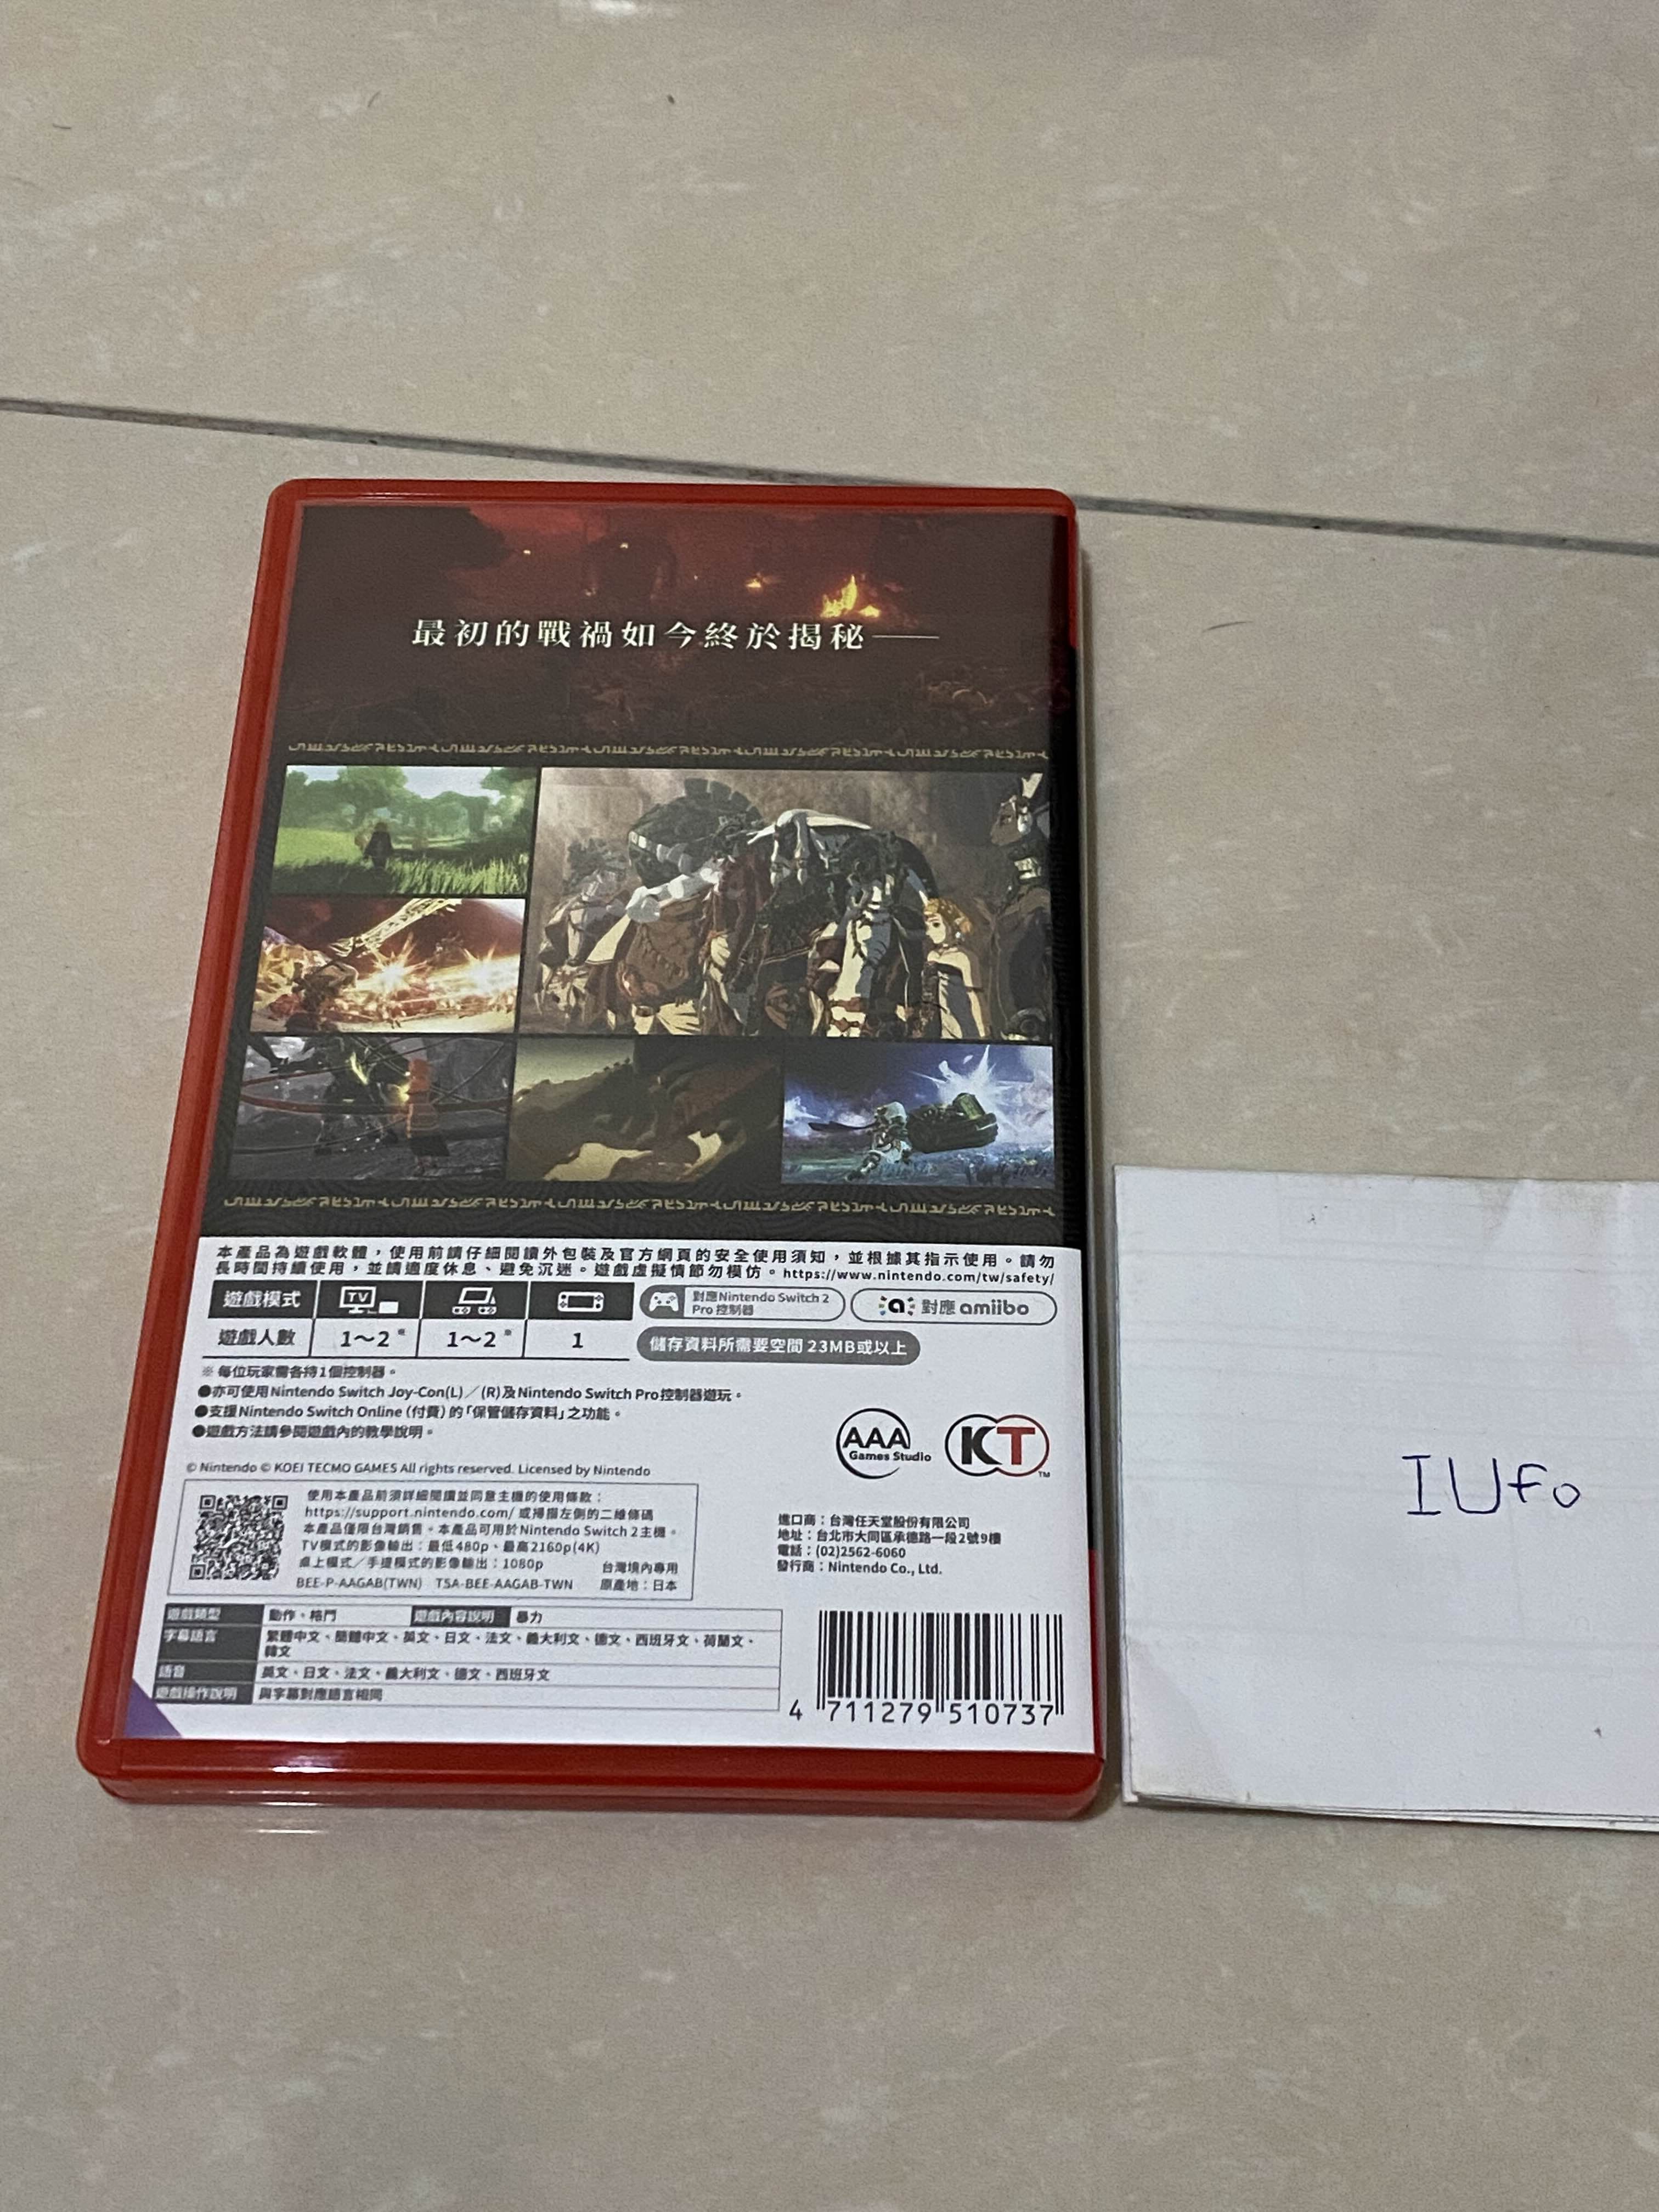 最初的戰禍如今終於揭秘——
本產品為遊戲軟體，使用前請仔細閱讀外包裝及官方網頁的安全使用須知，並根據其指示使用。請勿
長時間持續使用，並請適度休息、避免沉迷。遊戲虛擬情節勿模仿。https://www.nintendo.com/tw/safety/
遊戲模式 TV
對應Nintendo Switch 2
Pro 控制器
a 對應 amiibo
遊戲人數 1～2※ 1～2※ 1
儲存資料所需要空間 23MB或以上
※ 每位玩家需各持1個控制器。
●亦可使用Nintendo Switch Joy-Con(L)／(R)及Nintendo Switch Pro控制器遊玩。
●支援Nintendo Switch Online（付費）的「保管儲存資料」之功能。
●遊戲方法請參閱遊戲內的教學說明。
AAA
Games Studio
KT™
© Nintendo © KOEI TECMO GAMES All rights reserved. Licensed by Nintendo
使用本產品前須詳細閱讀並同意主機的使用條款：
https://support.nintendo.com/ 或掃描左側的二維條碼
本產品僅限台灣銷售。本產品可用於Nintendo Switch 2主機。
TV模式的影像輸出：最低480p、最高2160p(4K)
桌上模式／手提模式的影像輸出：1080p 台灣境內專用
BEE-P-AAGAB(TWN) TSA-BEE-AAGAB-TWN 原產地：日本
進口商：台灣任天堂股份有限公司
地址：台北市大同區承德路一段2號9樓
電話：(02)2562-6060
發行商：Nintendo Co., Ltd.
遊戲類型 動作、格鬥 遊戲內容說明 暴力
字幕語言 繁體中文、簡體中文、英文、日文、法文、義大利文、德文、西班牙文、荷蘭文、
韓文
語音 英文、日文、法文、義大利文、德文、西班牙文
遊戲操作說明 與字幕對應語言相同
4 711279 510737
IUfo